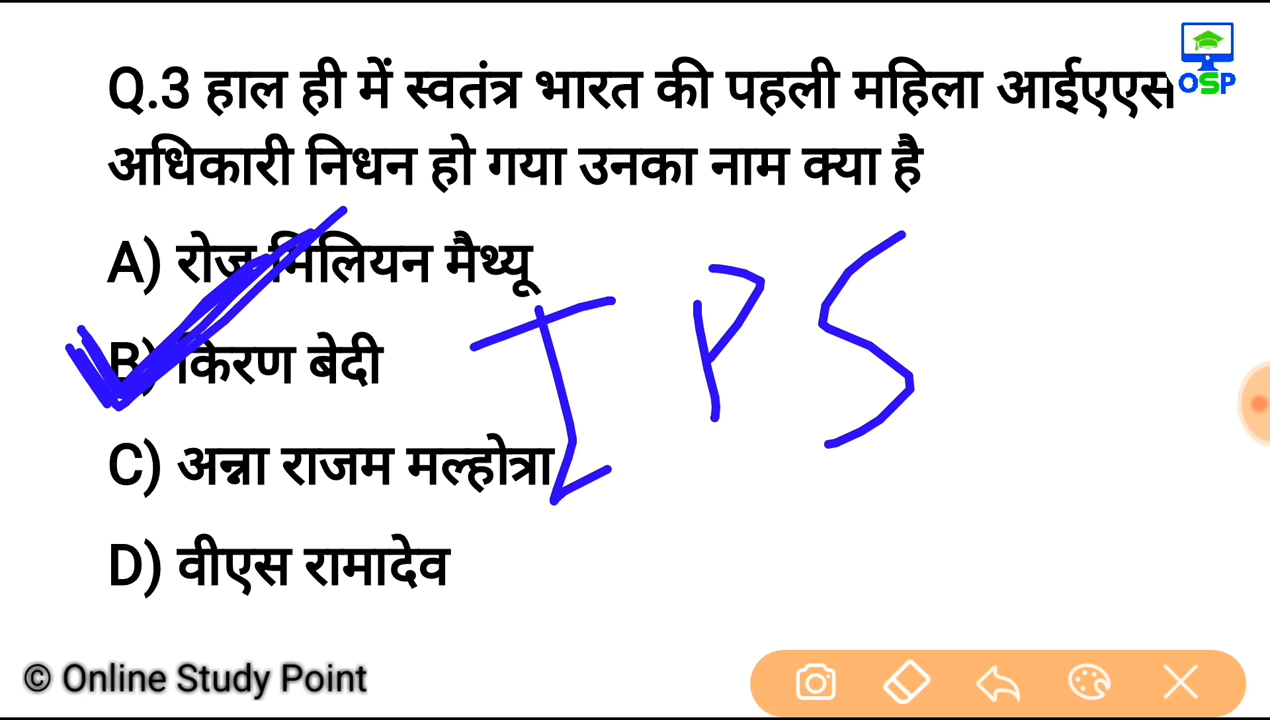 OSP
Q.3 हाल ही में स्वतंत्र भारत की पहली महिला आईएएस
अधिकारी निधन हो गया उनका नाम क्या है
A) रोज मिलियन मैथ्यू
B) किरण बेदी
IPS
C) अन्ना राजम मल्होत्रा
D) वीएस रामादेव
© Online Study Point